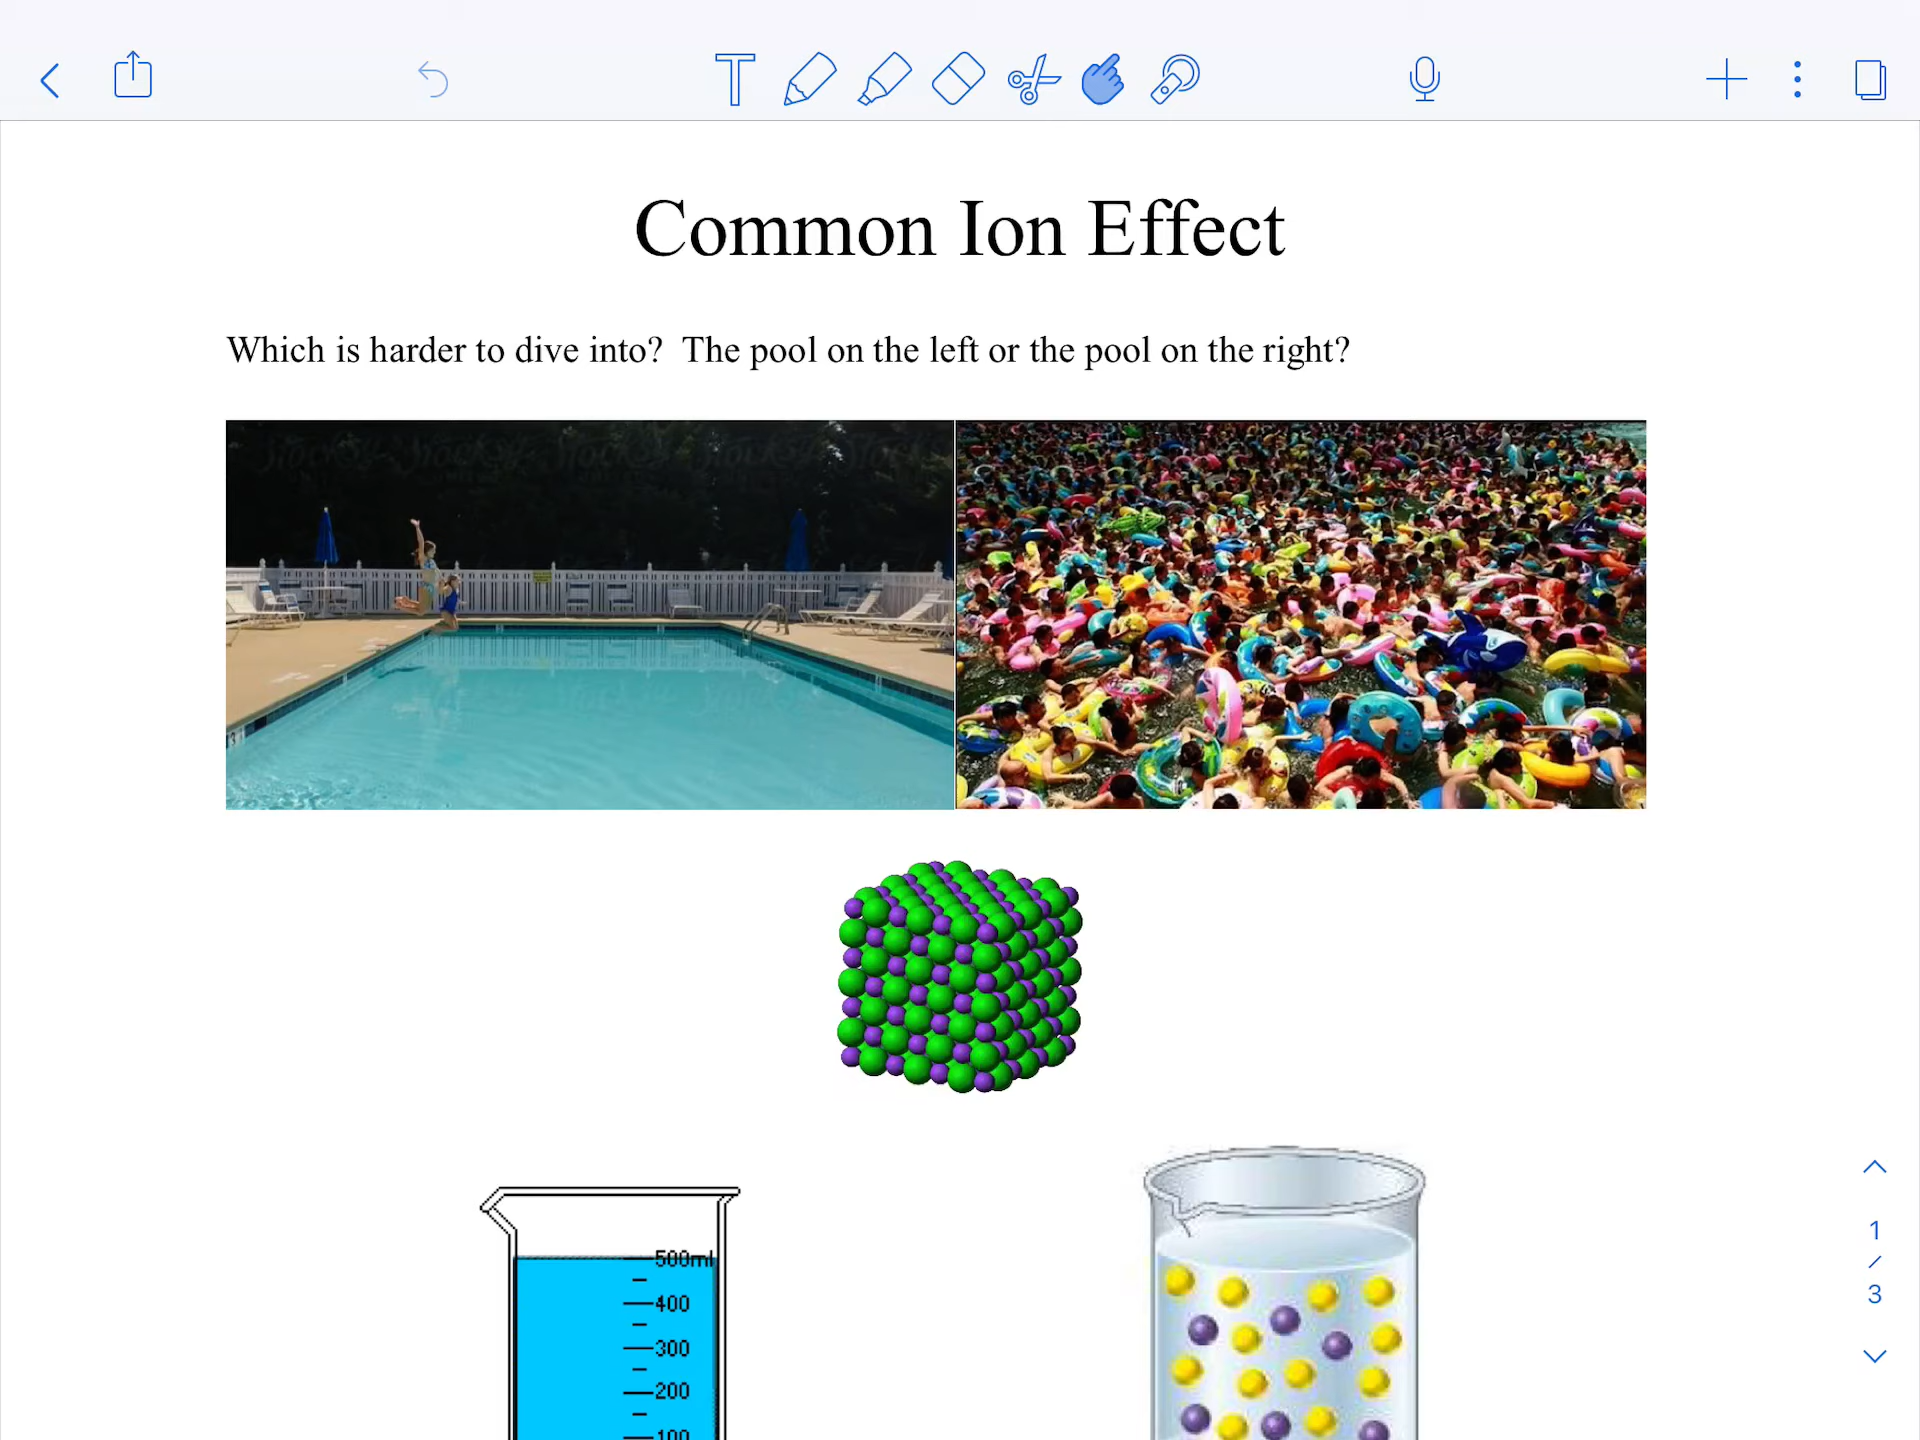 Common Ion Effect
Which is harder to dive into?  The pool on the left or the pool on the right?
500ml
400
300
200
100
1
/
3